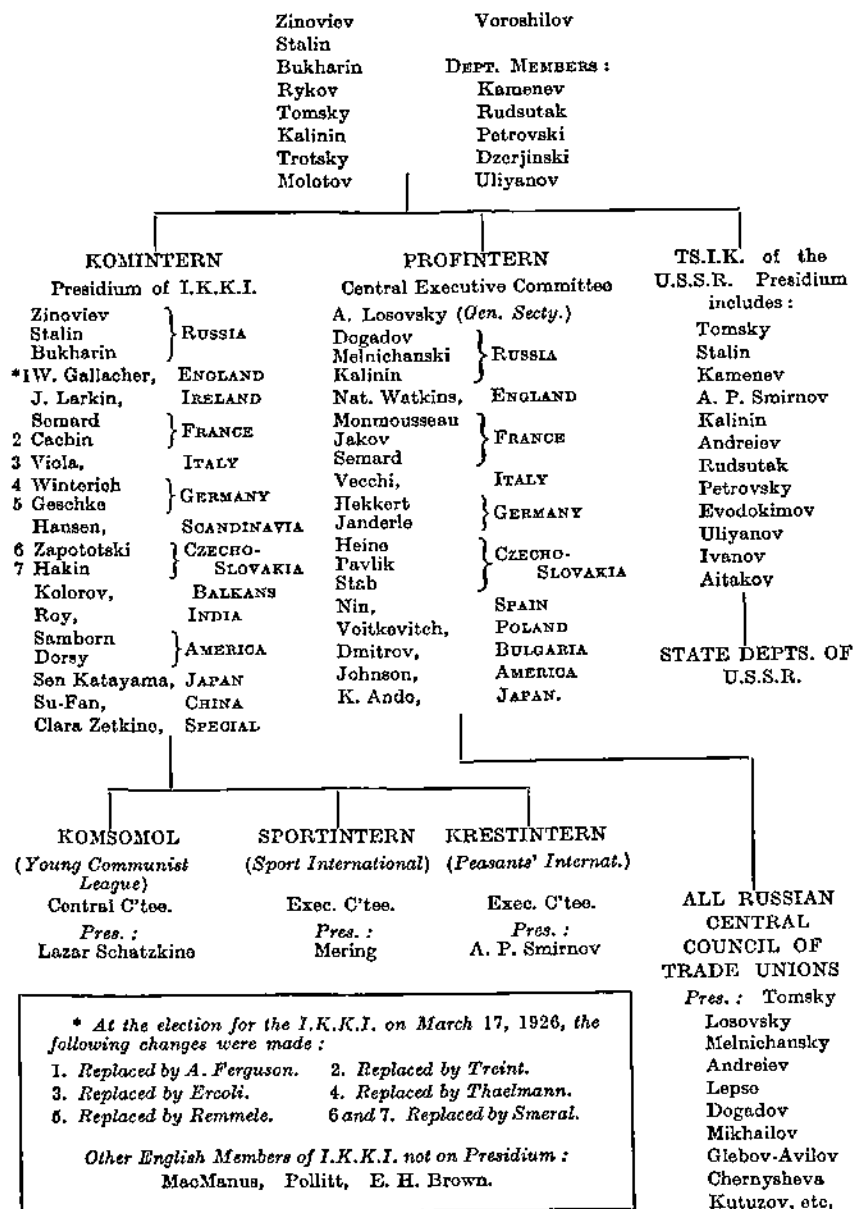 Zinoviev
Stalin
Bukharin
Rykov
Tomsky
Kalinin
Trotsky
Molotov
Voroshilov
DEPT. MEMBERS :
Kamenev
Rudsutak
Petrovski
Dzerjinski
Uliyanov
KOMINTERN
Presidium of I.K.K.I.
Zinoviev
Stalin
Bukharin
RUSSIA
*1W. Gallacher, ENGLAND
J. Larkin, IRELAND
Semard
2 Cachin
FRANCE
3 Viola, ITALY
4 Winterich
5 Geschke
GERMANY
Hansen, SCANDINAVIA
6 Zapototski
7 Hakin
CZECHO-
SLOVAKIA
Kolorov, BALKANS
Roy, INDIA
Samborn
Dorsy
AMERICA
Sen Katayama, JAPAN
Su-Fan, CHINA
Clara Zetkine, SPECIAL
PROFINTERN
Central Executive Committee
A. Losovsky (Gen. Secty.)
Dogadov
Melnichanski
Kalinin
RUSSIA
Nat. Watkins, ENGLAND
Monmousseau
Jakov
Semard
FRANCE
Vecchi, ITALY
Hekkert
Janderle
GERMANY
Heine
Pavlik
Stab
CZECHO-
SLOVAKIA
Nin, SPAIN
Voitkevitch, POLAND
Dmitrov, BULGARIA
Johnson, AMERICA
K. Ando, JAPAN.
TS.I.K. of the
U.S.S.R. Presidium
includes :
Tomsky
Stalin
Kamenev
A. P. Smirnov
Kalinin
Andreiev
Rudsutak
Petrovsky
Evodokimov
Uliyanov
Ivanov
Aitakov
STATE DEPTS. OF
U.S.S.R.
KOMSOMOL
(Young Communist
League)
Central C'tee.
Pres. :
Lazar Schatzkine
SPORTINTERN
(Sport International)
Exec. C'tee.
Pres. :
Mering
KRESTINTERN
(Peasants' Internat.)
Exec. C'tee.
Pres. :
A. P. Smirnov
ALL RUSSIAN
CENTRAL
COUNCIL OF
TRADE UNIONS
Pres. : Tomsky
Losovsky
Melnichansky
Andreiev
Lepse
Dogadov
Mikhailov
Glebov-Avilov
Chernysheva
Kutuzov, etc,
* At the election for the I.K.K.I. on March 17, 1926, the
following changes were made :
1. Replaced by A. Ferguson. 2. Replaced by Treint.
3. Replaced by Ercoli. 4. Replaced by Thaelmann.
5. Replaced by Remmele. 6 and 7. Replaced by Smeral.
Other English Members of I.K.K.I. not on Presidium :
MacManus, Pollitt, E. H. Brown.